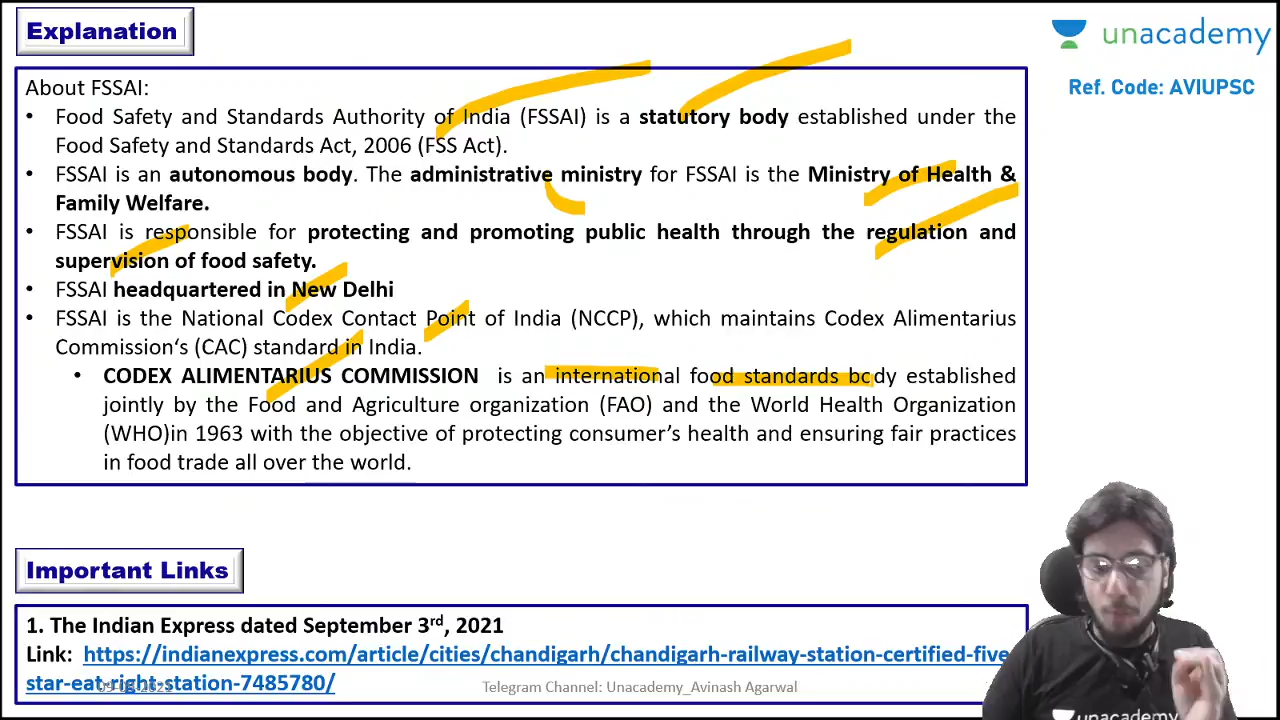 Explanation
unacademy
Ref. Code: AVIUPSC
About FSSAI:
• Food Safety and Standards Authority of India (FSSAI) is a statutory body established under the
Food Safety and Standards Act, 2006 (FSS Act).
• FSSAI is an autonomous body. The administrative ministry for FSSAI is the Ministry of Health &
Family Welfare.
• FSSAI is responsible for protecting and promoting public health through the regulation and
supervision of food safety.
• FSSAI headquartered in New Delhi
• FSSAI is the National Codex Contact Point of India (NCCP), which maintains Codex Alimentarius
Commission‘s (CAC) standard in India.
• CODEX ALIMENTARIUS COMMISSION is an international food standards body established
jointly by the Food and Agriculture organization (FAO) and the World Health Organization
(WHO)in 1963 with the objective of protecting consumer’s health and ensuring fair practices
in food trade all over the world.
Important Links
1. The Indian Express dated September 3rd, 2021
Link: https://indianexpress.com/article/cities/chandigarh/chandigarh-railway-station-certified-five
star-eat-right-station-7485780/
Telegram Channel: Unacademy_Avinash Agarwal
unacademy